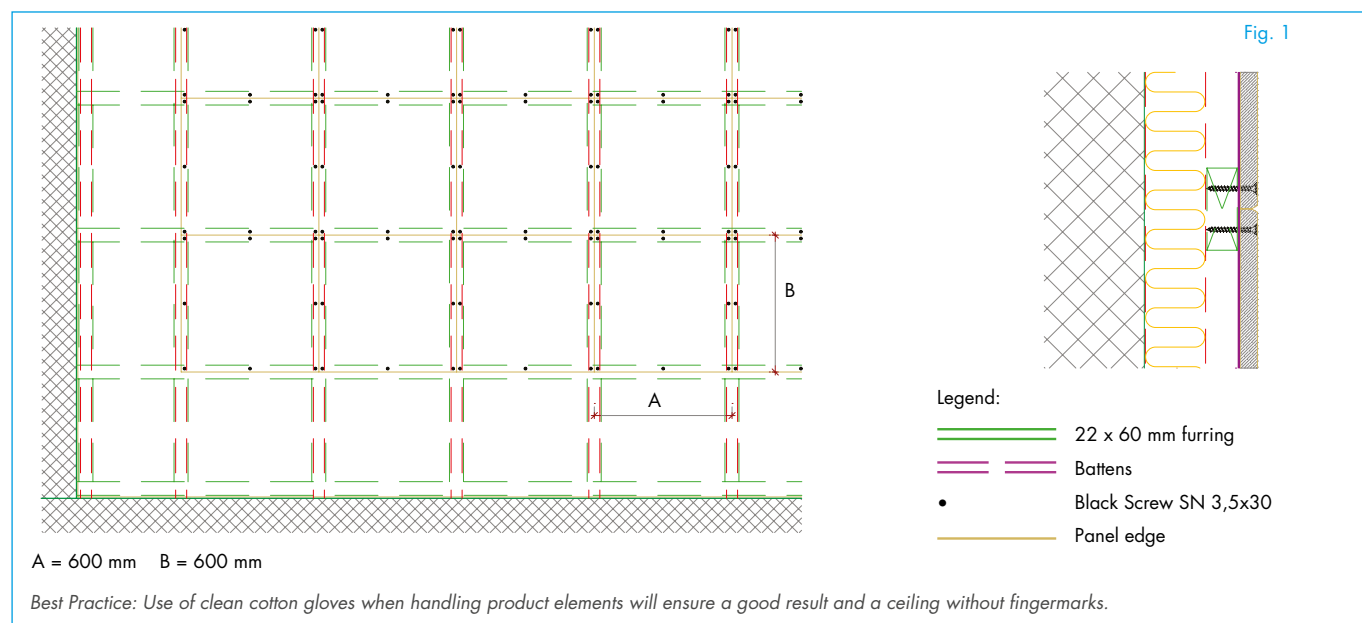 Fig. 1
B
A
Legend:
22 x 60 mm furring
Battens
Black Screw SN 3,5x30
Panel edge
A = 600 mm B = 600 mm
Best Practice: Use of clean cotton gloves when handling product elements will ensure a good result and a ceiling without fingermarks.